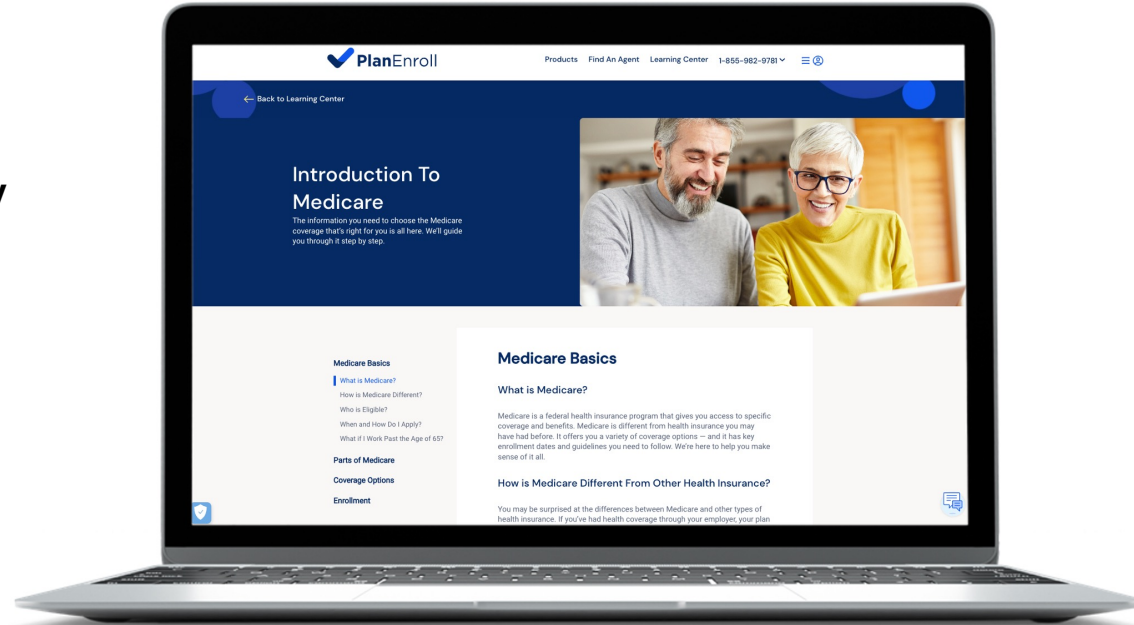 PlanEnroll
Products Find An Agent Learning Center 1-855-982-9781
← Back to Learning Center
Introduction To
Medicare
The information you need to choose the Medicare
coverage that's right for you is all here. We'll guide
you through it step by step.
Medicare Basics
What is Medicare?
How is Medicare Different?
Who is Eligible?
When and How Do I Apply?
What if I Work Past the Age of 65?
Parts of Medicare
Coverage Options
Enrollment
Medicare Basics
What is Medicare?
Medicare is a federal health insurance program that gives you access to specific
coverage and benefits. Medicare is different from health insurance you may
have had before. It offers you a variety of coverage options — and it has key
enrollment dates and guidelines you need to follow. We're here to help you make
sense of it all.
How is Medicare Different From Other Health Insurance?
You may be surprised at the differences between Medicare and other types of
health insurance. If you've had health coverage through your employer, your plan